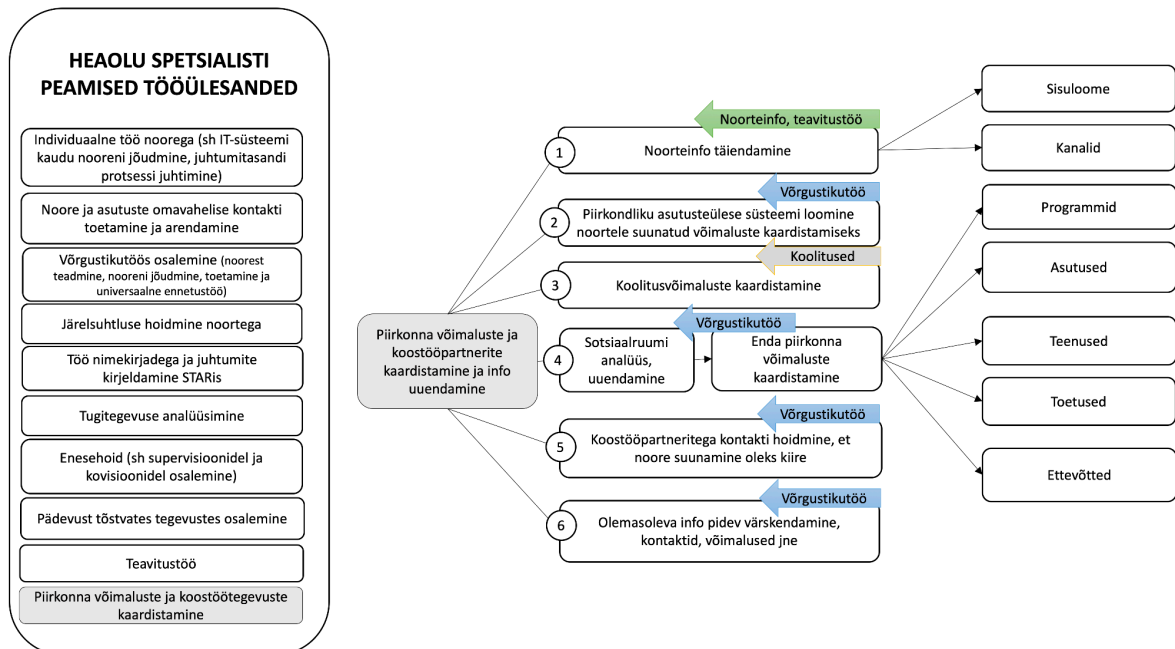 HEAOLU SPETSIALISTI
PEAMISED TÖÖÜLESANDED
Individuaalne töö noorega (sh IT-süsteemi
kaudu nooreni jõudmine, juhtumitasandi
protsessi juhtimine)
Noore ja asutuste omavahelise kontakti
toetamine ja arendamine
Võrgustikutöös osalemine (noorest
teadmine, nooreni jõudmine, toetamine ja
universaalne ennetustöö)
Järelsuhtluse hoidmine noortega
Töö nimekirjadega ja juhtumite
kirjeldamine STARis
Tugitegevuse analüüsimine
Enesehoid (sh supervisioonidel ja
kovisioonidel osalemine)
Pädevust tõstvates tegevustes osalemine
Teavitustöö
Piirkonna võimaluste ja koostöötegevuste
kaardistamine
Piirkonna võimaluste ja
koostööpartnerite
kaardistamine ja info
uuendamine
Noorteinfo, teavitustöö
1
Noorteinfo täiendamine
Võrgustikutöö
2
Piirkondliku asutusteülese süsteemi loomine
noortele suunatud võimaluste kaardistamiseks
Koolitused
3
Koolitusvõimaluste kaardistamine
Võrgustikutöö
4
Sotsiaalruumi
analüüs,
uuendamine
Enda piirkonna
võimaluste
kaardistamine
Võrgustikutöö
5
Koostööpartneritega kontakti hoidmine, et
noore suunamine oleks kiire
Võrgustikutöö
6
Olemasoleva info pidev värskendamine,
kontaktid, võimalused jne
Sisuloome
Kanalid
Programmid
Asutused
Teenused
Toetused
Ettevõtted